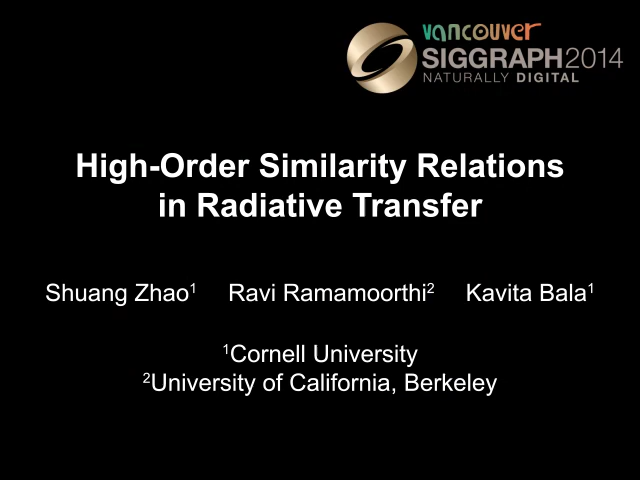 vancouver
SIGGRAPH2014
NATURALLY DIGITAL
High-Order Similarity Relations
in Radiative Transfer
Shuang Zhao¹ Ravi Ramamoorthi² Kavita Bala¹
¹Cornell University
²University of California, Berkeley